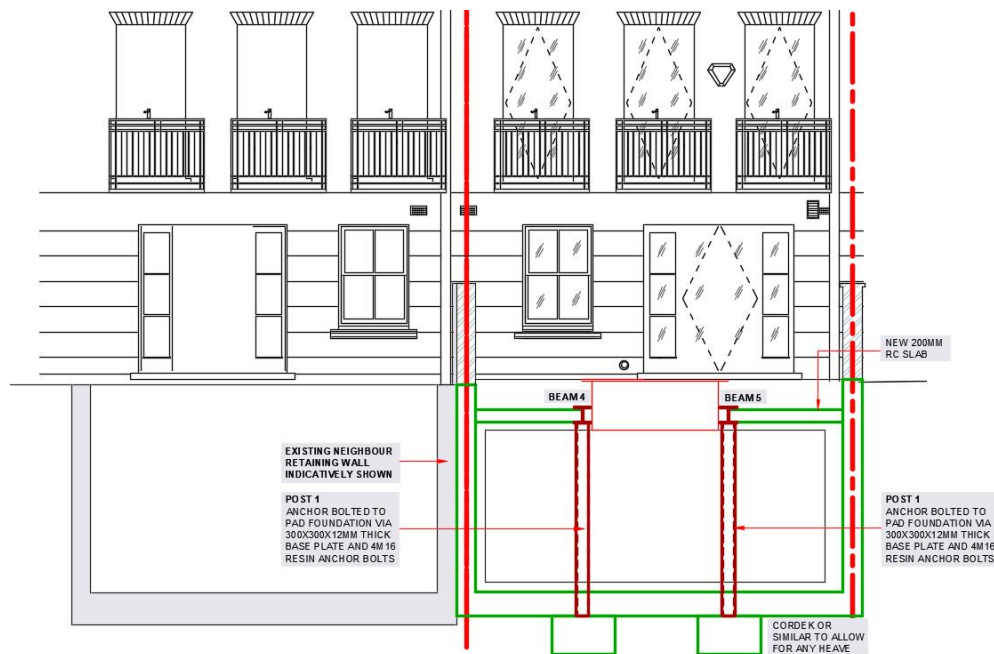 NEW 200MM
RC SLAB
BEAM 4
BEAM 5
EXISTING NEIGHBOUR
RETAINING WALL
INDICATIVELY SHOWN
POST 1
ANCHOR BOLTED TO
PAD FOUNDATION VIA
300X300X12MM THICK
BASE PLATE AND 4M16
RESIN ANCHOR BOLTS
POST 1
ANCHOR BOLTED TO
PAD FOUNDATION VIA
300X300X12MM THICK
BASE PLATE AND 4M16
RESIN ANCHOR BOLTS
CORDEK OR
SIMILAR TO ALLOW
FOR ANY HEAVE